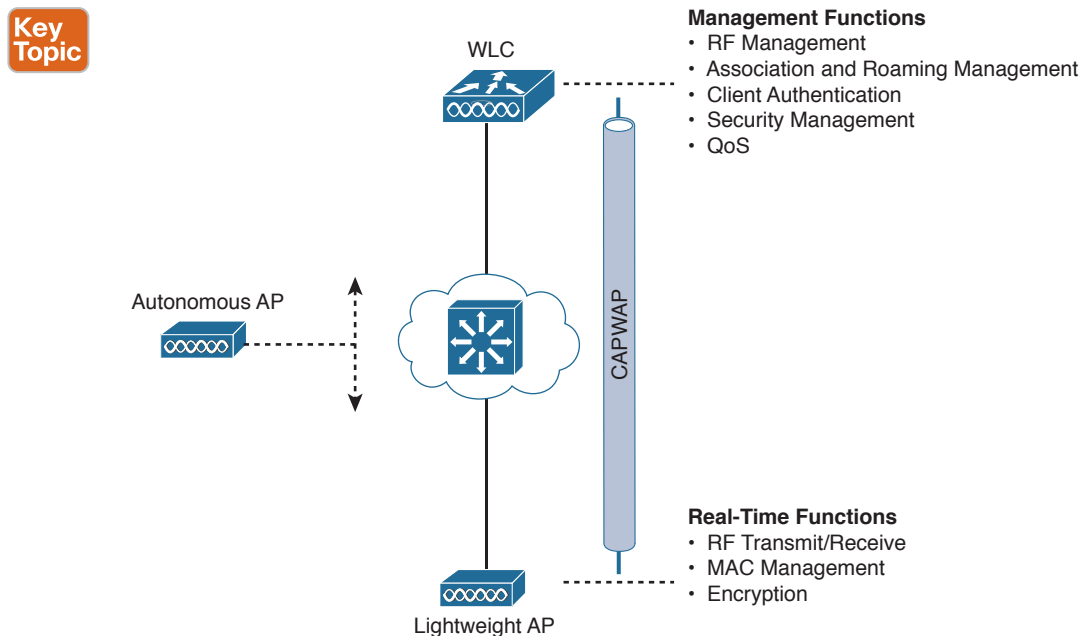 Key
Topic
WLC
Management Functions
• RF Management
• Association and Roaming Management
• Client Authentication
• Security Management
• QoS
Autonomous AP
CAPWAP
Real-Time Functions
• RF Transmit/Receive
• MAC Management
• Encryption
Lightweight AP